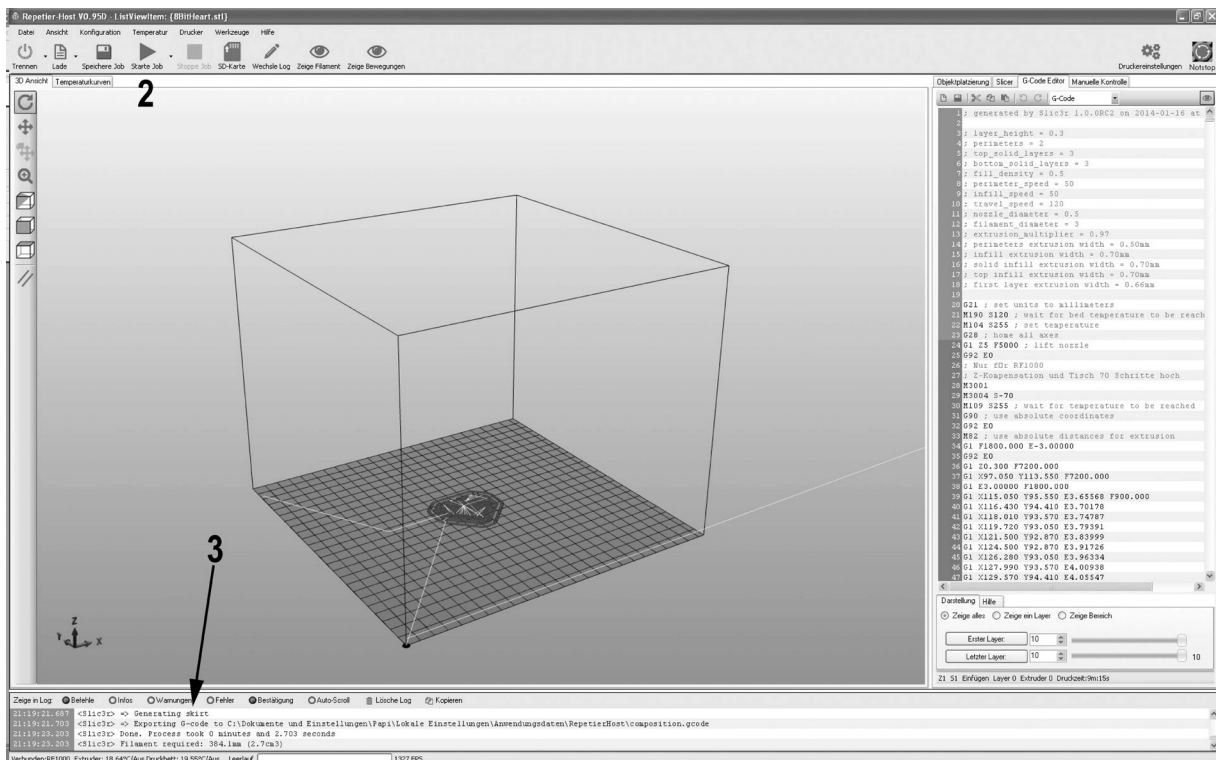 Repetier-Host V0.95D - ListViewItem: {8BitHeart.stl}
Datei Ansicht Konfiguration Temperatur Drucker Werkzeuge Hilfe
Trennen Lade Speichere Job Starte Job Stoppe Job SD-Karte Wechsle Log Zeige Filament Zeige Bewegungen Druckereinstellungen Notstop
3D Ansicht Temperaturkurven
2
Objektplatzierung Slicer G-Code Editor Manuelle Kontrolle
G-Code
1 ; generated by Slic3r 1.0.0RC2 on 2014-01-16 at
2
3 ; layer_height = 0.3
4 ; perimeters = 2
5 ; top_solid_layers = 3
6 ; bottom_solid_layers = 3
7 ; fill_density = 0.5
8 ; perimeter_speed = 50
9 ; infill_speed = 50
10 ; travel_speed = 120
11 ; nozzle_diameter = 0.5
12 ; filament_diameter = 3
13 ; extrusion_multiplier = 0.97
14 ; perimeters extrusion width = 0.50mm
15 ; infill extrusion width = 0.70mm
16 ; solid infill extrusion width = 0.70mm
17 ; top infill extrusion width = 0.70mm
18 ; first layer extrusion width = 0.66mm
19
20 G21 ; set units to millimeters
21 M190 S120 ; wait for bed temperature to be reach
22 M104 S255 ; set temperature
23 G28 ; home all axes
24 G1 Z5 F5000 ; lift nozzle
25 G92 E0
26 ; Nur für RF1000
27 ; Z-Kompensation und Tisch 70 Schritte hoch
28 M3001
29 M3004 S-70
30 M109 S255 ; wait for temperature to be reached
31 G90 ; use absolute coordinates
32 G92 E0
33 M82 ; use absolute distances for extrusion
34 G1 F1800.000 E-3.00000
35 G92 E0
36 G1 Z0.300 F7200.000
37 G1 X97.050 Y113.550 F7200.000
38 G1 E3.00000 F1800.000
39 G1 X115.050 Y95.550 E3.65568 F900.000
40 G1 X116.430 Y94.410 E3.70178
41 G1 X118.010 Y93.570 E3.74787
42 G1 X119.720 Y93.050 E3.79391
43 G1 X121.500 Y92.870 E3.83999
44 G1 X124.500 Y92.870 E3.91726
45 G1 X126.280 Y93.050 E3.96334
46 G1 X127.990 Y93.570 E4.00938
47 G1 X129.570 Y94.410 E4.05547
Darstellung Hilfe
Zeige alles Zeige ein Layer Zeige Bereich
Erster Layer: 10
Letzter Layer: 10 10
Z1 S1 Einfügen Layer 0 Extruder 0 Druckzeit:9m:15s
3
Z
Y X
Zeige in Log: Befehle Infos Warnungen Fehler Bestätigung Auto-Scroll Lösche Log Kopieren
21:19:21.687 <Slic3r> => Generating skirt
21:19:21.703 <Slic3r> => Exporting G-code to C:\Dokumente und Einstellungen\Papi\Lokale Einstellungen\Anwendungsdaten\RepetierHost\composition.gcode
21:19:23.203 <Slic3r> Done. Process took 0 minutes and 2.703 seconds
21:19:23.203 <Slic3r> Filament required: 384.1mm (2.7cm3)
Verbunden:RF1000 Extruder: 18.64°C/Aus Druckbett: 19.55°C/Aus Leerlauf 1327 FPS